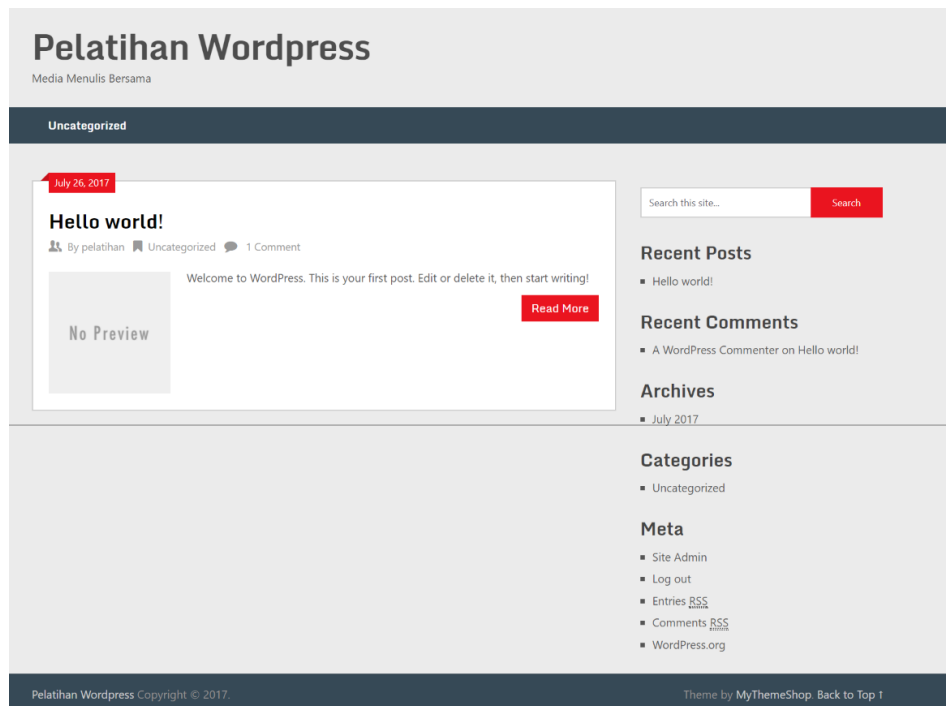 Pelatihan Wordpress
Media Menulis Bersama
Uncategorized
July 26, 2017
Hello world!
By pelatihan Uncategorized 1 Comment
No Preview
Welcome to WordPress. This is your first post. Edit or delete it, then start writing!
Read More
Search this site... Search
Recent Posts
Hello world!
Recent Comments
A WordPress Commenter on Hello world!
Archives
July 2017
Categories
Uncategorized
Meta
Site Admin
Log out
Entries RSS
Comments RSS
WordPress.org
Pelatihan Wordpress Copyright © 2017.
Theme by MyThemeShop. Back to Top ↑